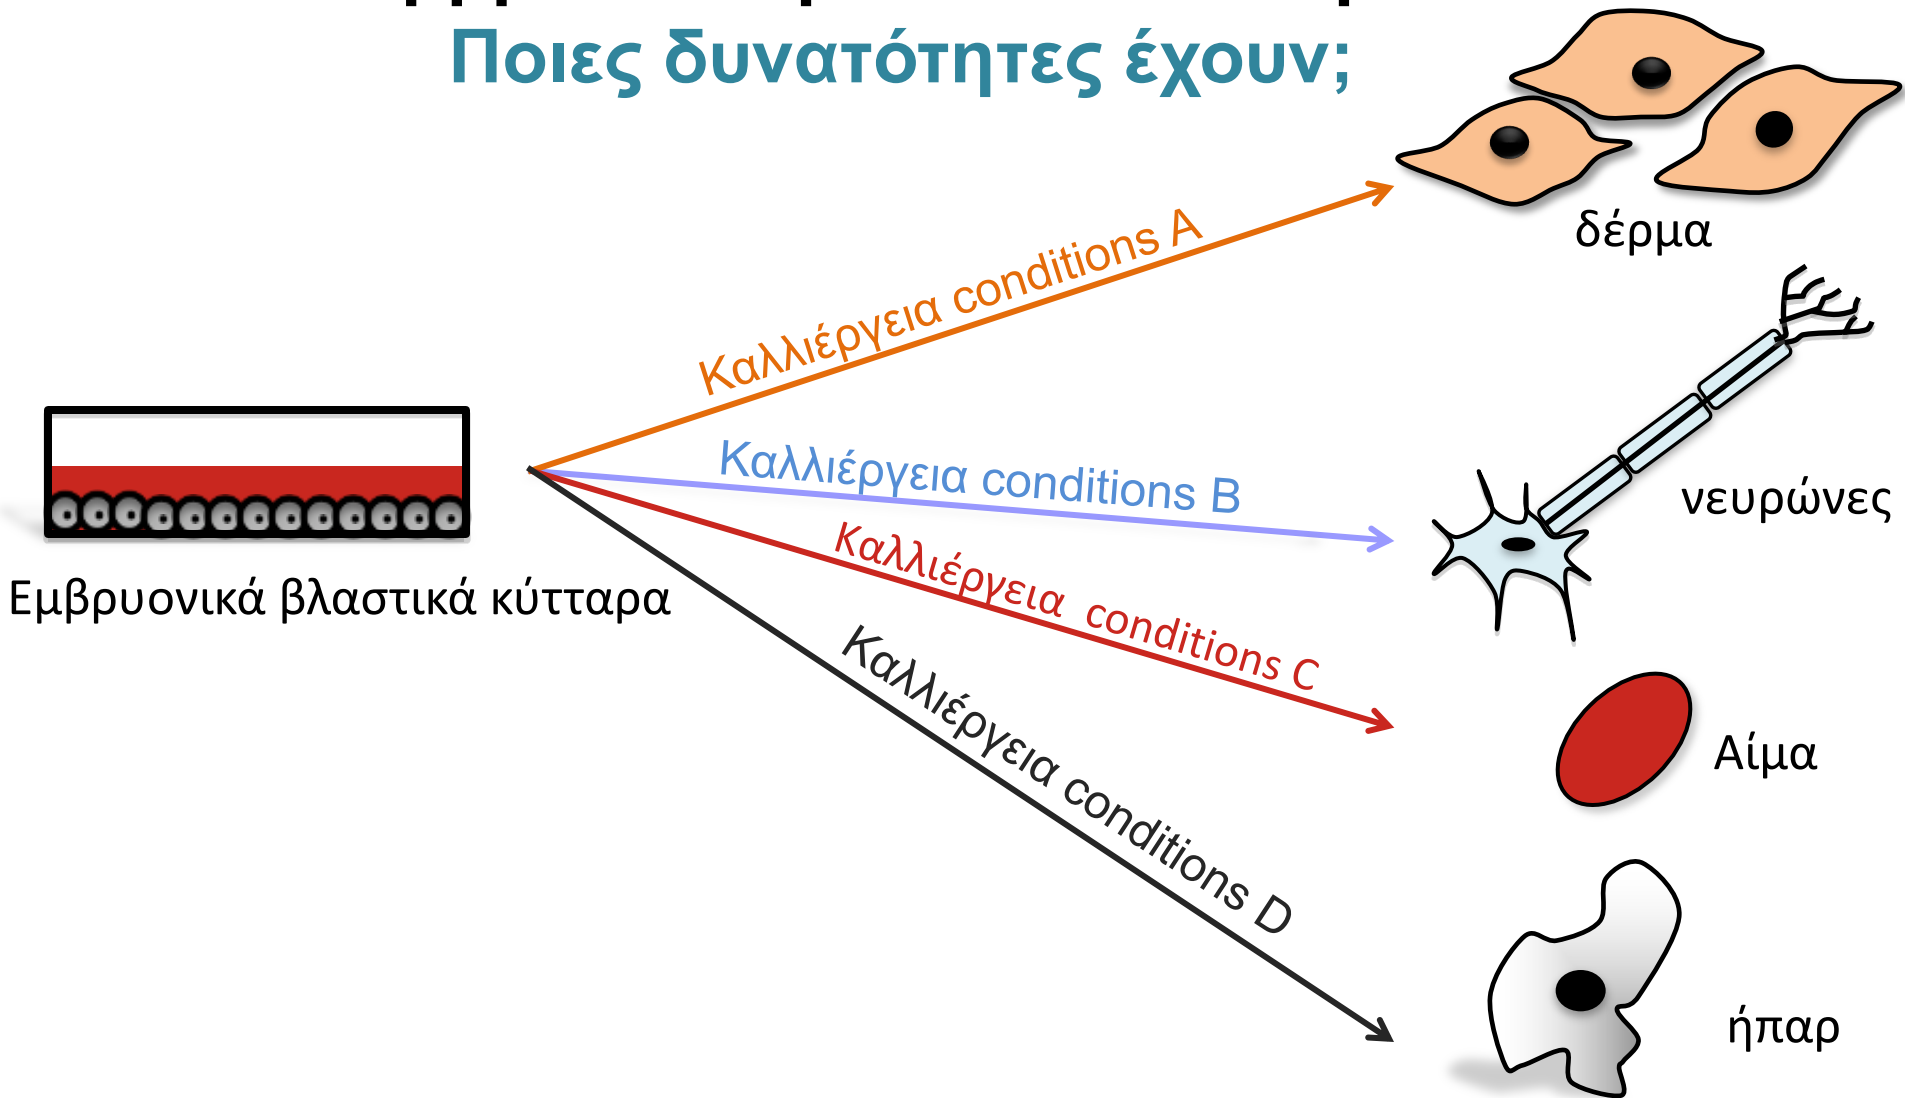 Ποιες δυνατότητες έχουν;
δέρμα
Καλλιέργεια conditions A
Καλλιέργεια conditions B
νευρώνες
Καλλιέργεια  conditions C
Εμβρυονικά βλαστικά κύτταρα
Καλλιέργεια conditions D
Αίμα
ήπαρ